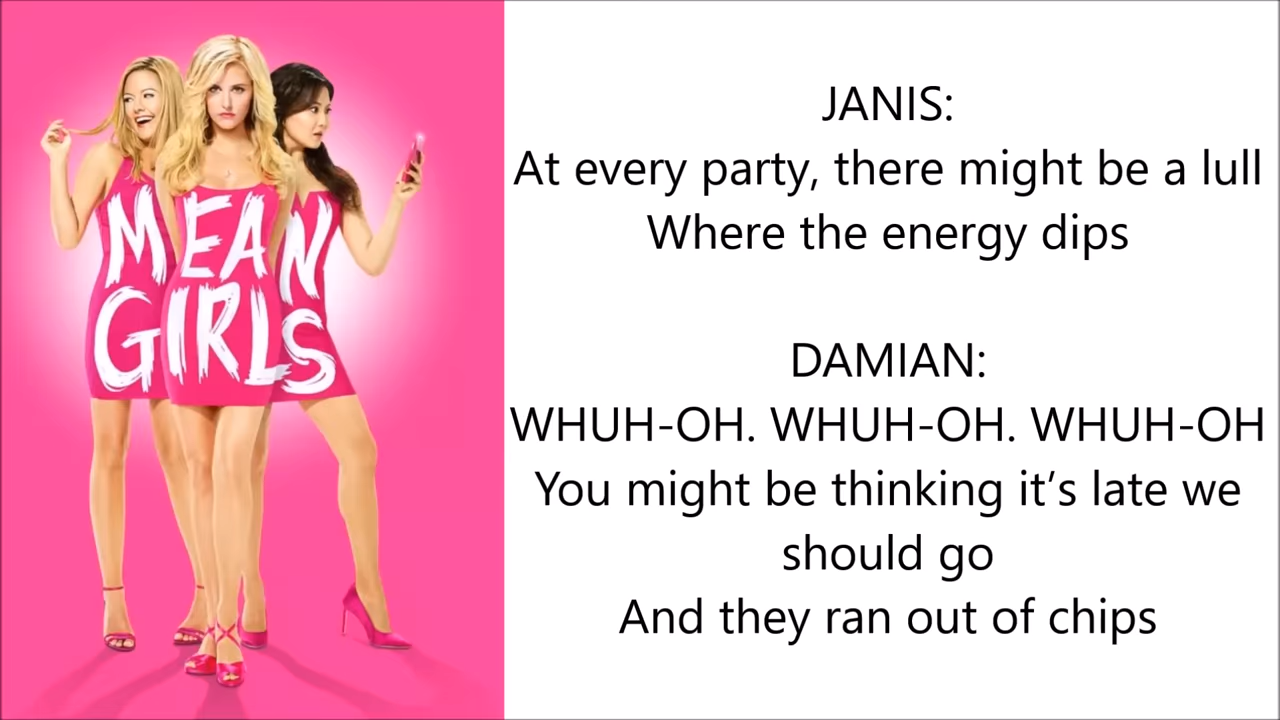 MEAN
GIRLS
JANIS:
At every party, there might be a lull
Where the energy dips
DAMIAN:
WHUH-OH. WHUH-OH. WHUH-OH
You might be thinking it’s late we
should go
And they ran out of chips